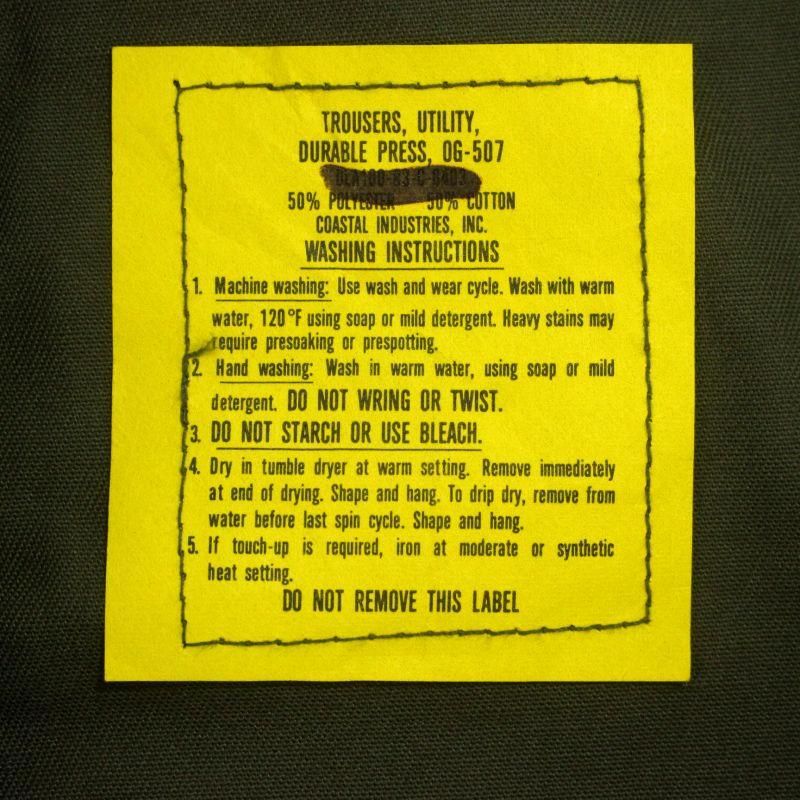 TROUSERS, UTILITY,
DURABLE PRESS, OG-507
50% POLYESTER 50% COTTON
COASTAL INDUSTRIES, INC.
WASHING INSTRUCTIONS
1. Machine washing: Use wash and wear cycle. Wash with warm
water, 120°F using soap or mild detergent. Heavy stains may
require presoaking or prespotting.
2. Hand washing: Wash in warm water, using soap or mild
detergent. DO NOT WRING OR TWIST.
3. DO NOT STARCH OR USE BLEACH.
4. Dry in tumble dryer at warm setting. Remove immediately
at end of drying. Shape and hang. To drip dry, remove from
water before last spin cycle. Shape and hang.
5. If touch-up is required, iron at moderate or synthetic
heat setting.
DO NOT REMOVE THIS LABEL